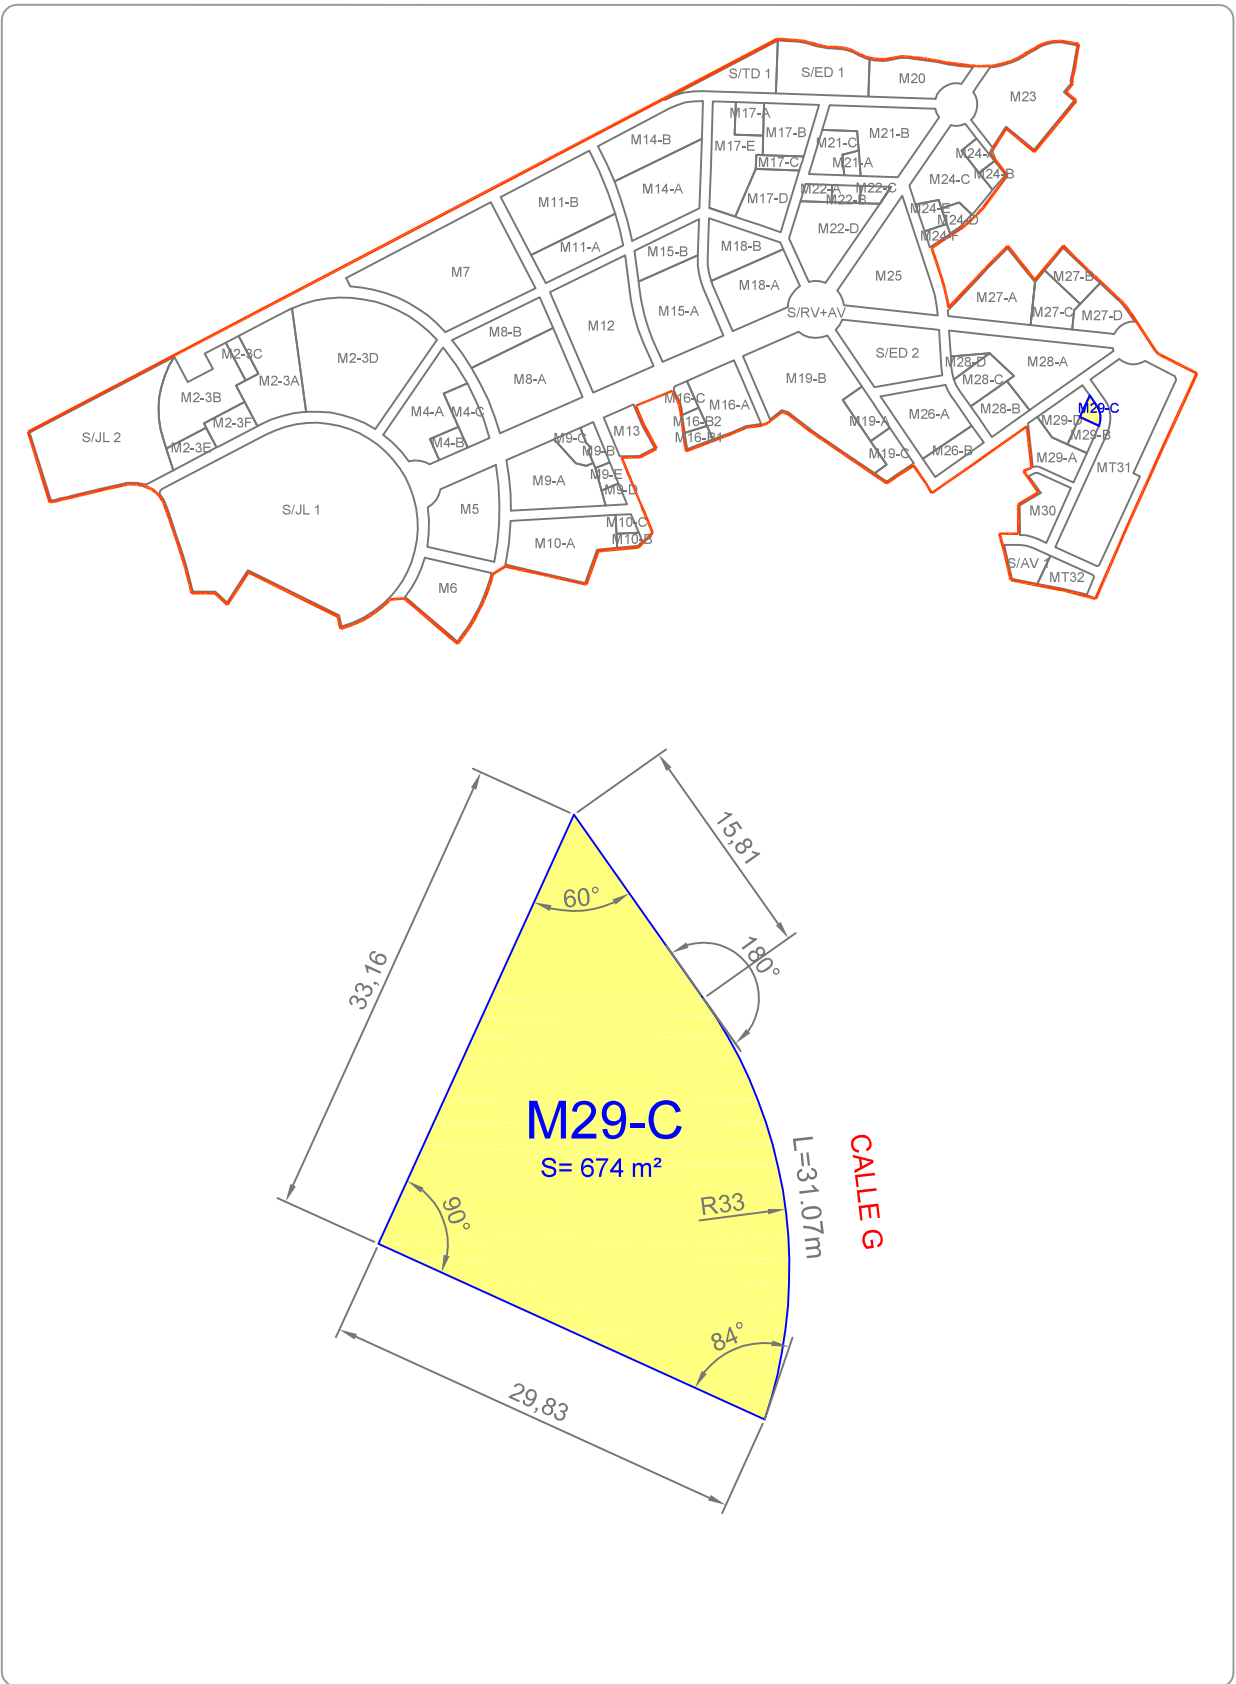 S/TD 1
S/ED 1
M20
M23
M17-A
M17-B
M17-E
M17-C
M17-D
M21-B
M21-C
M21-A
M14-B
M14-A
M24-A
M24-B
M24-C
M24-E
M24-D
M24-F
M22-A
M22-C
M22-B
M22-D
M11-B
M11-A
M15-B
M18-B
M7
M25
M15-A
M18-A
M27-B
M27-A
M27-C
M27-D
S/RV+AV
M12
M8-B
M8-A
S/ED 2
M28-D
M28-A
M28-C
M28-B
M2-3C
M2-3D
M2-3A
M2-3B
M2-3F
M2-3E
M19-B
M19-A
M19-C
M16-C
M16-A
M16-B2
M16-B1
M26-A
M26-B
M29-C
M29-D
M29-B
M29-A
M4-A
M4-C
M4-B
M13
M9-C
M9-B
M9-E
M9-D
M9-A
S/JL 2
MT31
S/JL 1
M5
M30
M10-C
M10-B
M10-A
S/AV 1
MT32
M6
15,81
60°
180°
33,16
M29-C
S= 674 m²
CALLE G
L=31.07m
R33
90°
84°
29,83